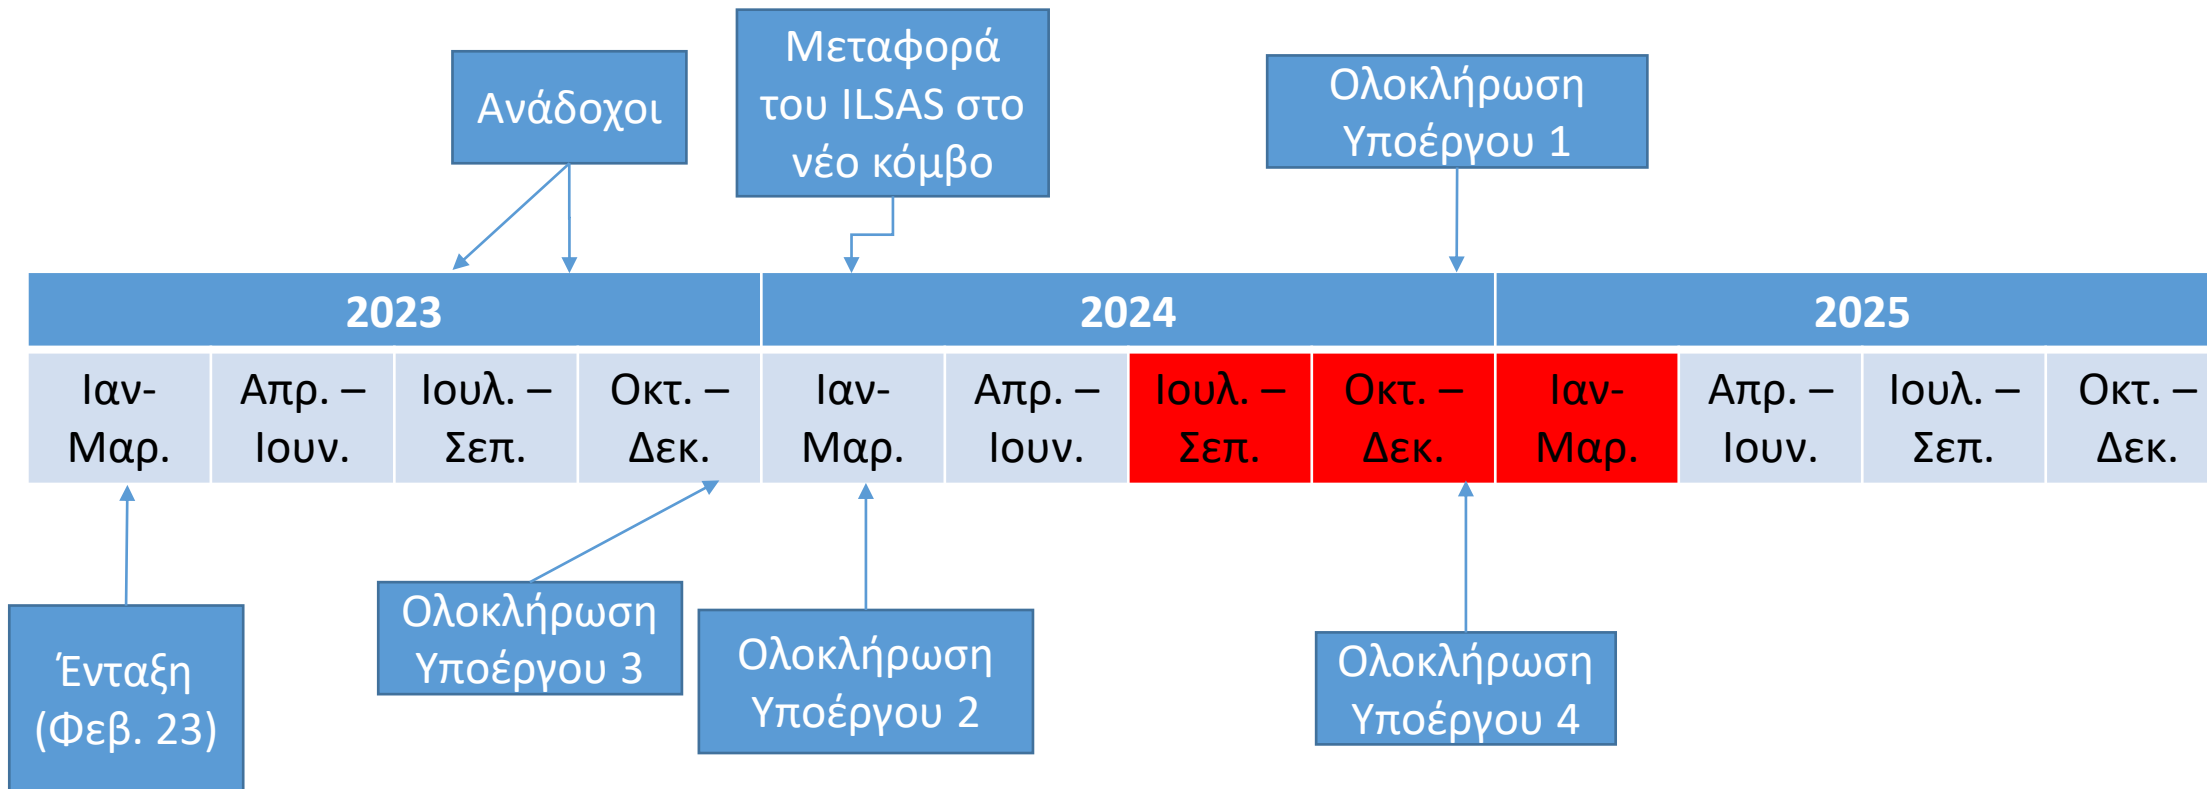 Ανάδοχοι
Μεταφορά
του ILSAS στο
νέο κόμβο
Ολοκλήρωση
Υποέργου 1
2023
2024
2025
Ιαν-
Μαρ.
Απρ. –
Ιουν.
Ιουλ. –
Σεπ.
Οκτ. –
Δεκ.
Ιαν-
Μαρ.
Απρ. –
Ιουν.
Ιουλ. –
Σεπ.
Οκτ. –
Δεκ.
Ιαν-
Μαρ.
Απρ. –
Ιουν.
Ιουλ. –
Σεπ.
Οκτ. –
Δεκ.
Ένταξη
(Φεβ. 23)
Ολοκλήρωση
Υποέργου 3
Ολοκλήρωση
Υποέργου 2
Ολοκλήρωση
Υποέργου 4